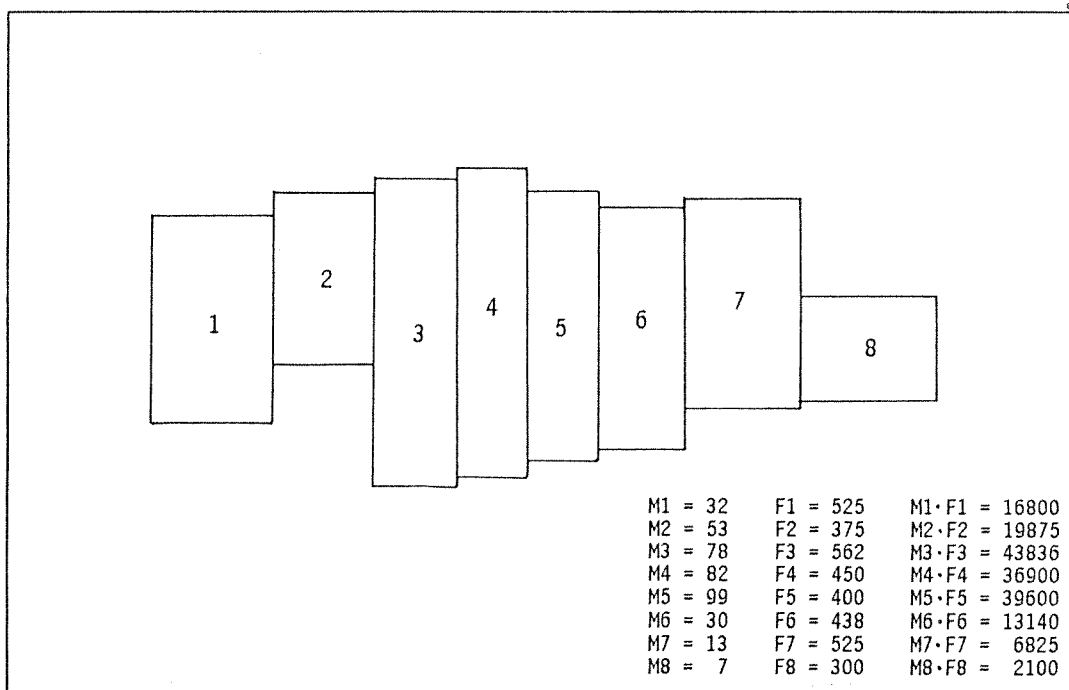 1
2
3
4
5
6
7
8
M1 = 32 F1 = 525 M1·F1 = 16800
M2 = 53 F2 = 375 M2·F2 = 19875
M3 = 78 F3 = 562 M3·F3 = 43836
M4 = 82 F4 = 450 M4·F4 = 36900
M5 = 99 F5 = 400 M5·F5 = 39600
M6 = 30 F6 = 438 M6·F6 = 13140
M7 = 13 F7 = 525 M7·F7 = 6825
M8 = 7 F8 = 300 M8·F8 = 2100